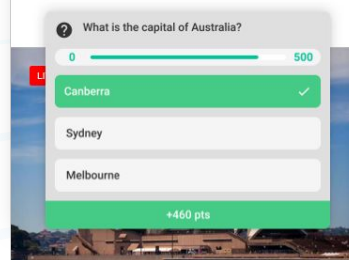 What is the capital of Australia?
0 500
Canberra
Sydney
Melbourne
+460 pts